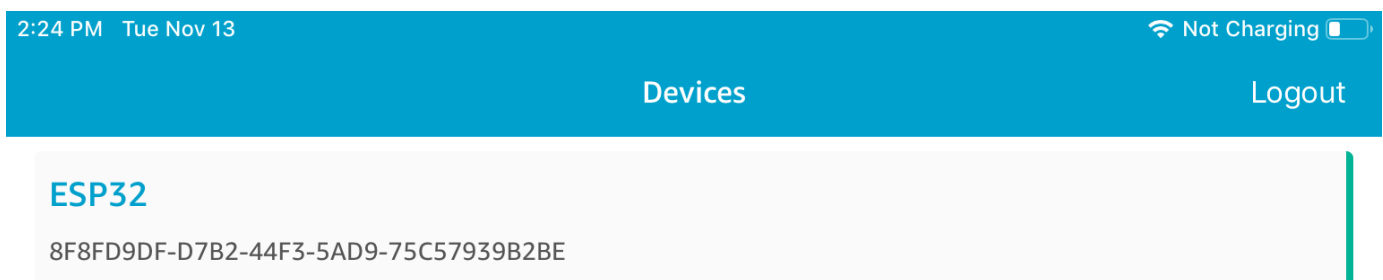 2:24 PM Tue Nov 13 Not Charging
Devices Logout
ESP32
8F8FD9DF-D7B2-44F3-5AD9-75C57939B2BE